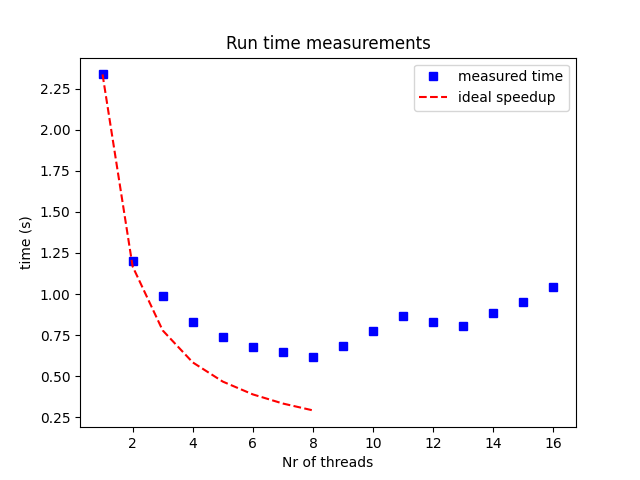 Run time measurements
measured time
ideal speedup
time (s)
2.25
2.00
1.75
1.50
1.25
1.00
0.75
0.50
0.25
2 4 6 8 10 12 14 16
Nr of threads